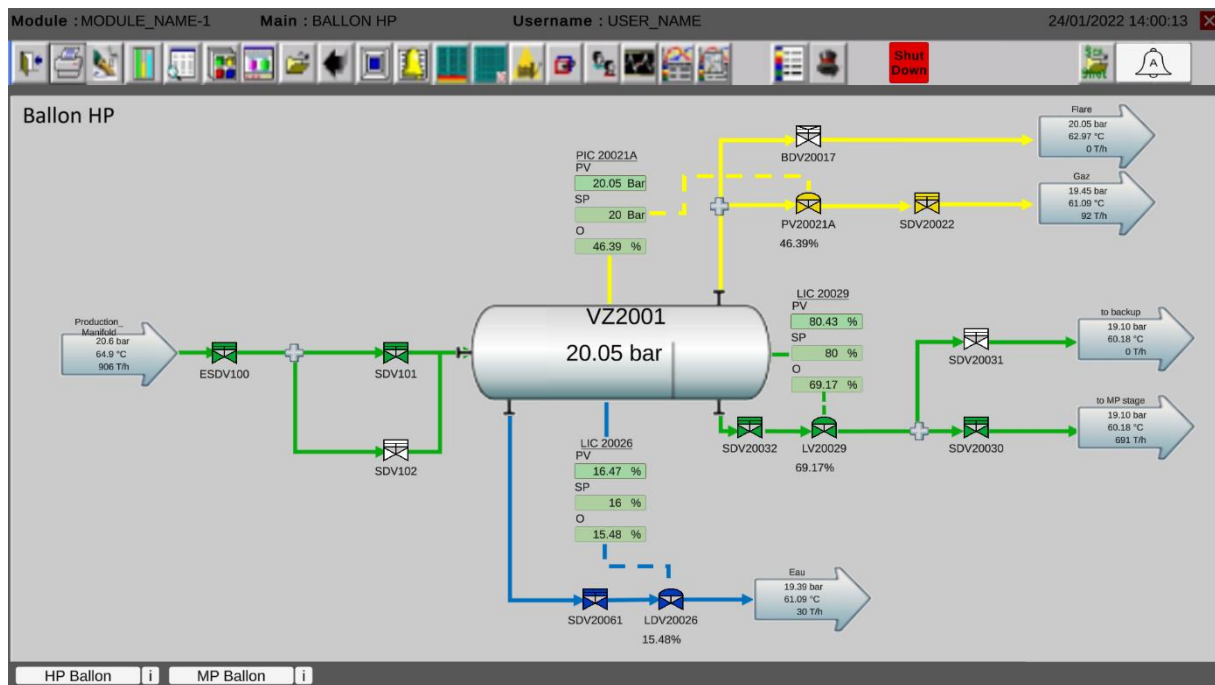 Module : MODULE_NAME-1 Main : BALLON HP Username : USER_NAME 24/01/2022 14:00:13
Shut
Down
A
Ballon HP
Flare
20.05 bar
62.97 °C
0 T/h
BDV20017
PIC 20021A
PV
20.05 Bar
SP
20 Bar
O
46.39 %
Gaz
19.45 bar
61.09 °C
92 T/h
PV20021A
46.39%
SDV20022
VZ2001
20.05 bar
LIC 20029
PV
80.43 %
SP
80 %
O
69.17 %
Production_
Manifold
20.6 bar
64.9 °C
906 T/h
ESDV100
SDV101
SDV102
to backup
19.10 bar
60.18 °C
0 T/h
SDV20031
to MP stage
19.10 bar
60.18 °C
691 T/h
SDV20032
LV20029
69.17%
SDV20030
LIC 20026
PV
16.47 %
SP
16 %
O
15.48 %
Eau
19.39 bar
61.09 °C
30 T/h
SDV20061
LDV20026
15.48%
HP Ballon i MP Ballon i